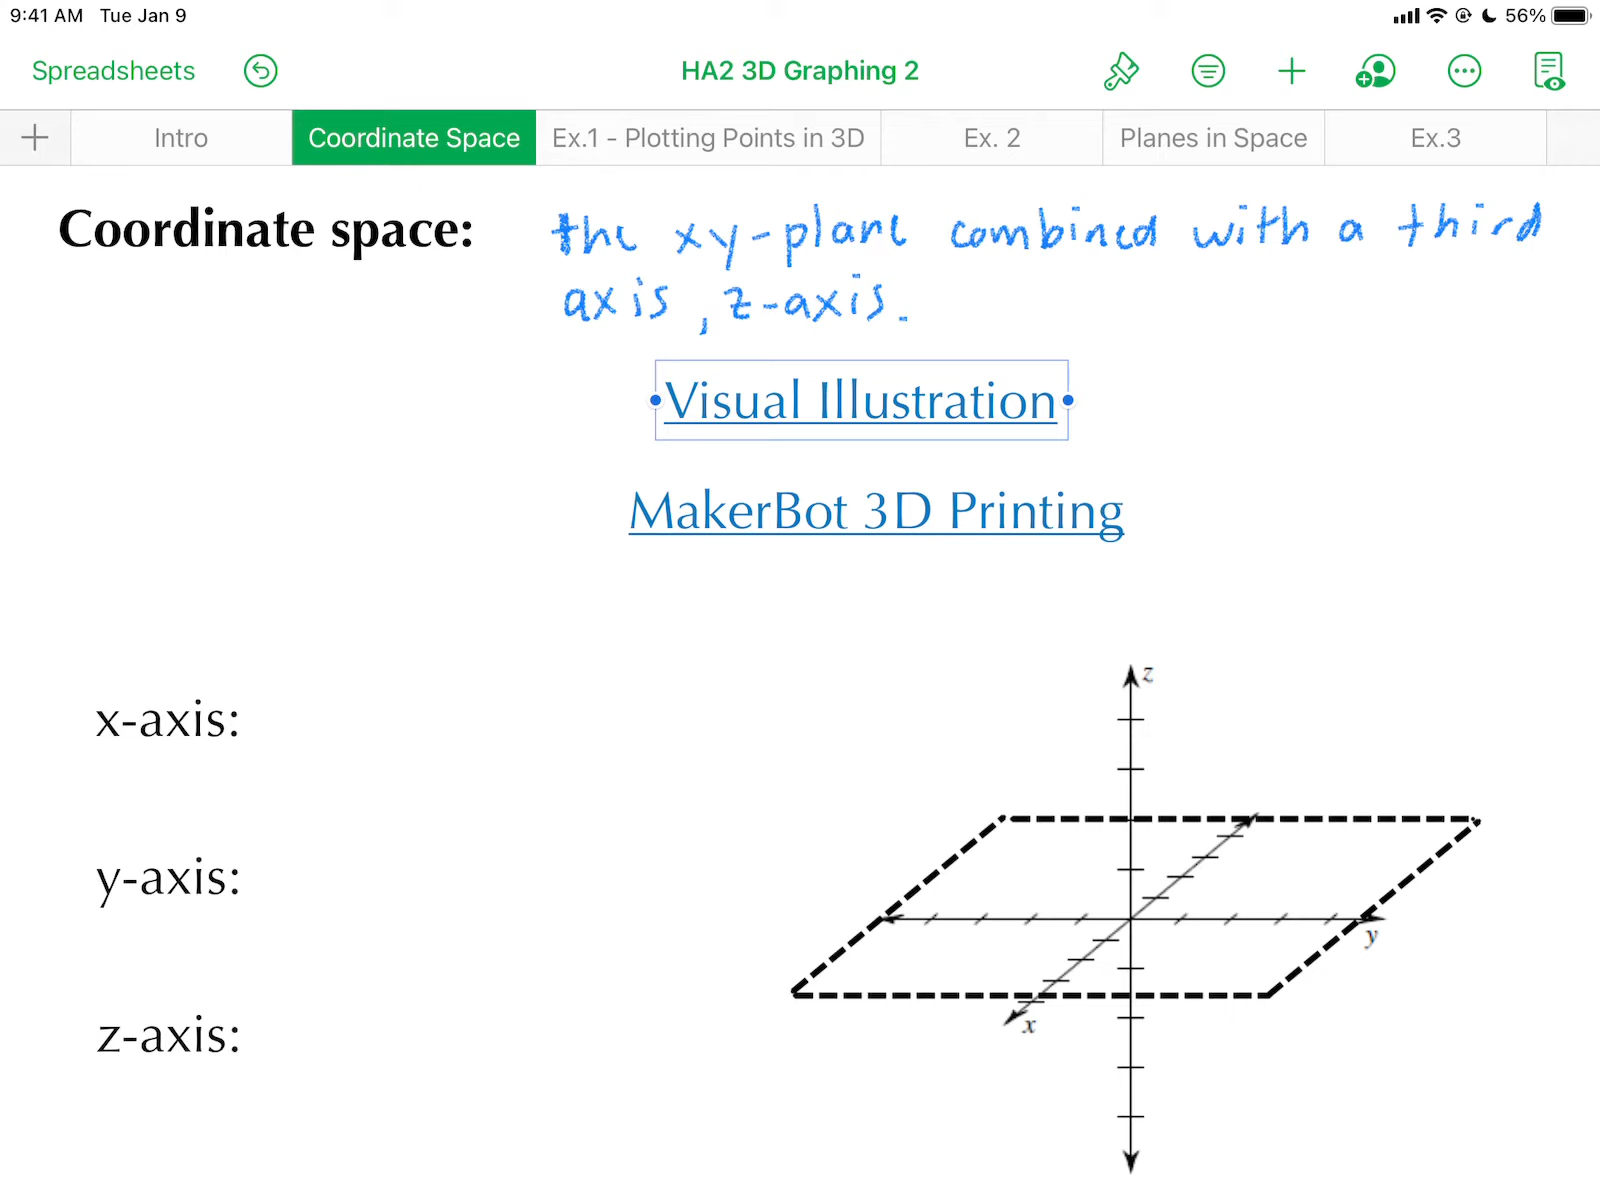 9:41 AM Tue Jan 9 56%
Spreadsheets HA2 3D Graphing 2
Intro Coordinate Space Ex.1 - Plotting Points in 3D Ex. 2 Planes in Space Ex.3
Coordinate space: the xy-plane combined with a third
axis, z-axis.
Visual Illustration
MakerBot 3D Printing
z
x-axis:
y-axis:
y
x
z-axis: